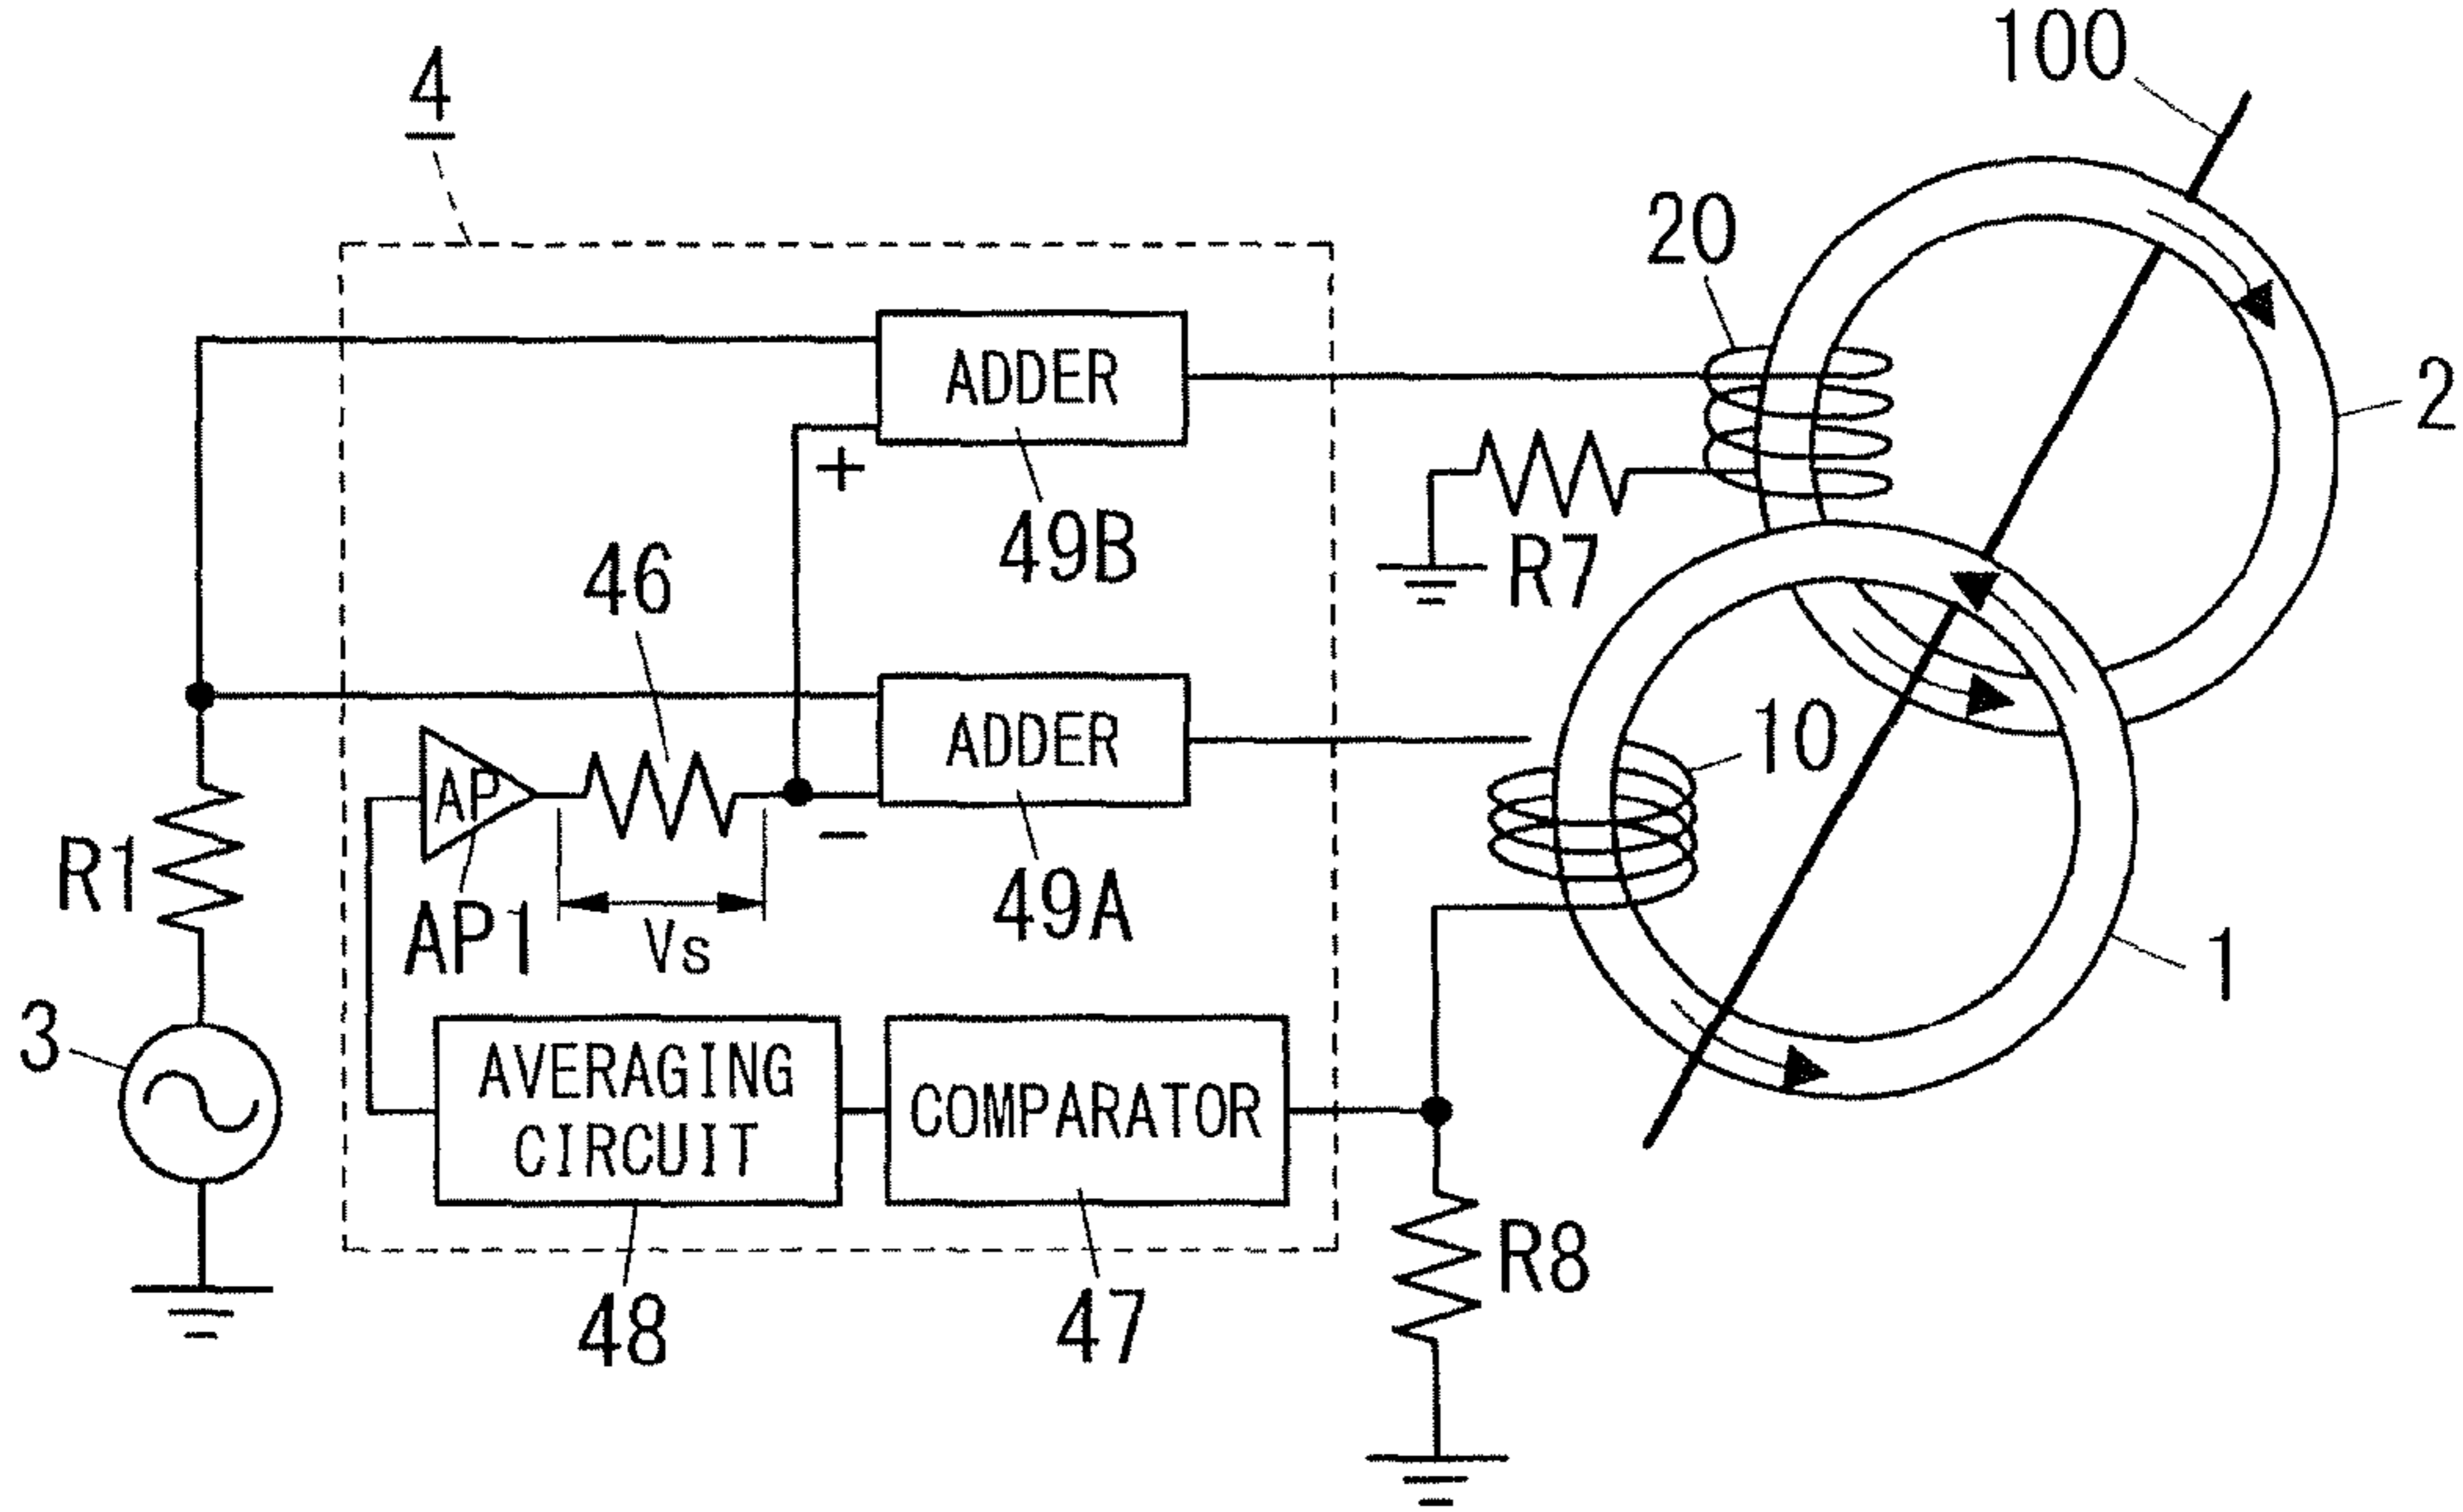 100
4
20
ADDER
2
+
49B
R7
46
ADDER
10
AP
R1
−
49A
AP1
Vs
1
3
AVERAGING
CIRCUIT
COMPARATOR
R8
48
47